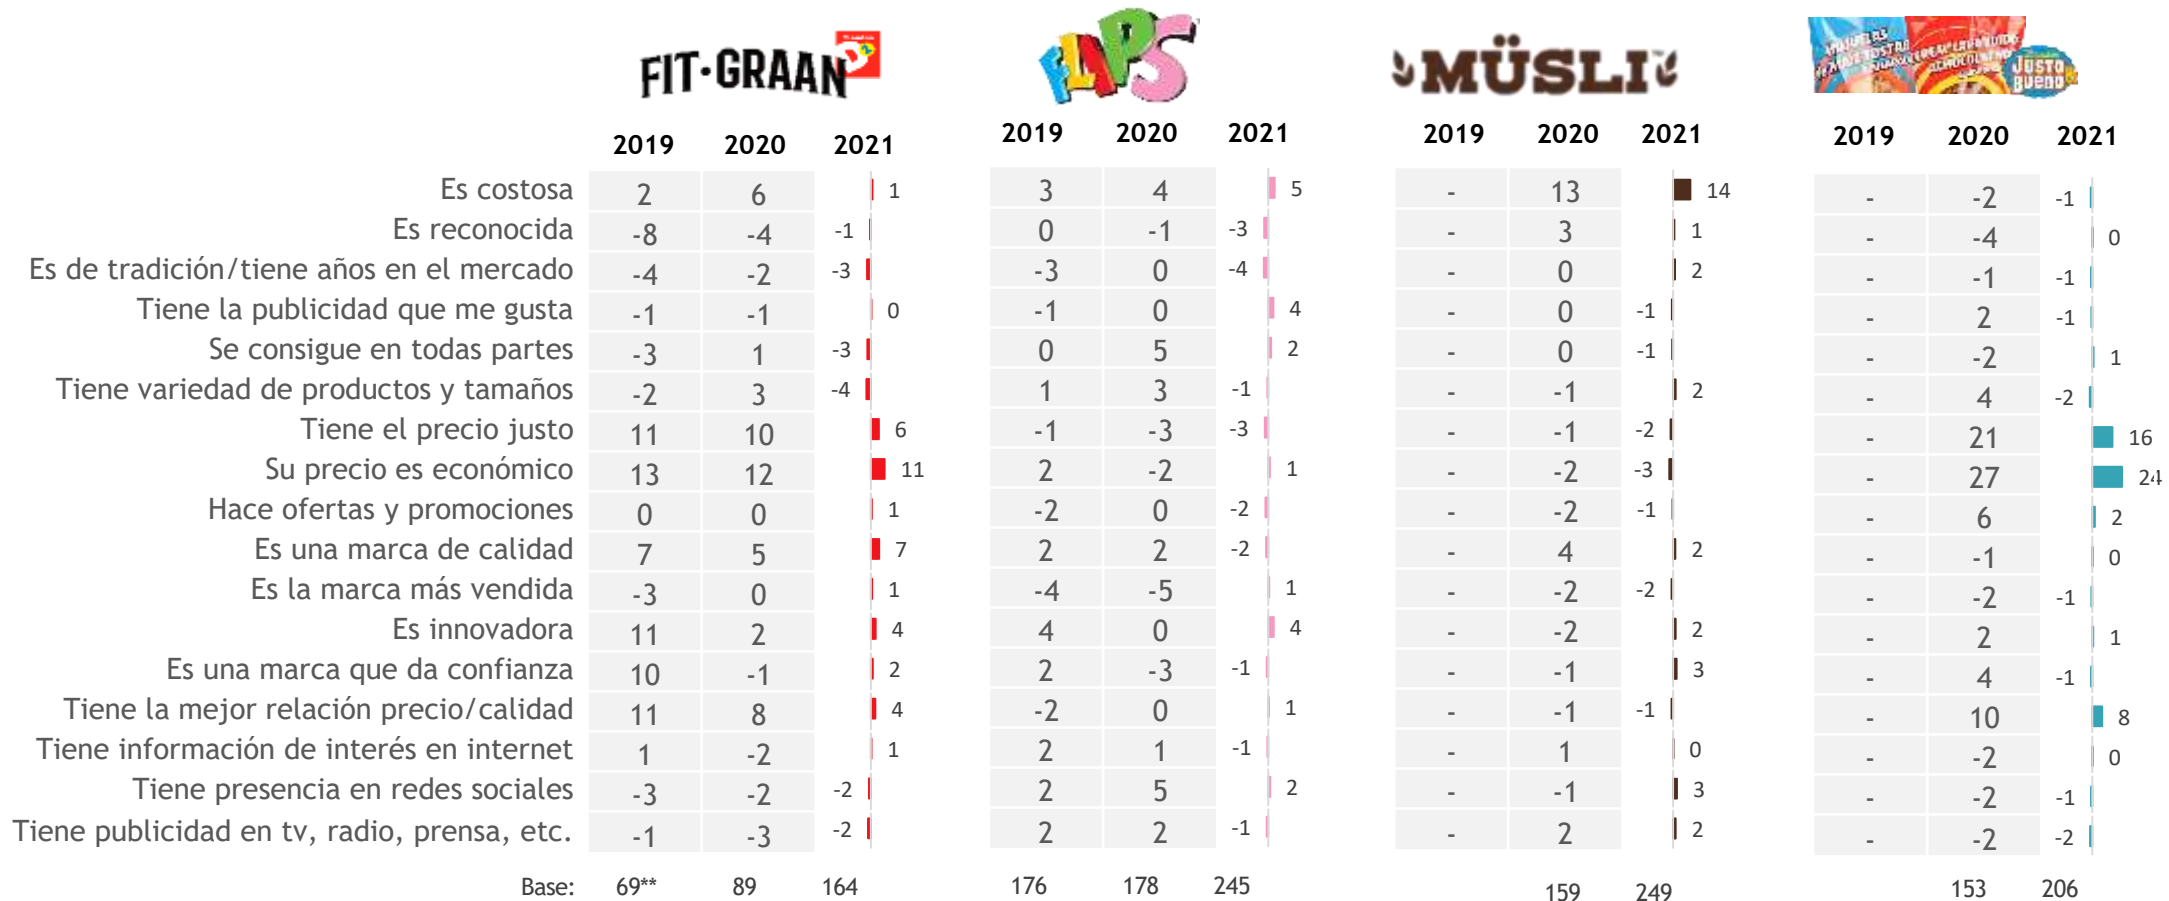 FIT·GRAAN
FLAPS
MÜSLI
JUSTO
BUENO
2019 2020 2021 2019 2020 2021 2019 2020 2021 2019 2020 2021
Es costosa 2 6 1 3 4 5 - 13 14 - -2 -1
Es reconocida -8 -4 -1 0 -1 -3 - 3 1 - -4 0
Es de tradición/tiene años en el mercado -4 -2 -3 -3 0 -4 - 0 2 - -1 -1
Tiene la publicidad que me gusta -1 -1 0 -1 0 4 - 0 -1 - 2 -1
Se consigue en todas partes -3 1 -3 0 5 2 - 0 -1 - -2 1
Tiene variedad de productos y tamaños -2 3 -4 1 3 -1 - -1 2 - 4 -2
Tiene el precio justo 11 10 6 -1 -3 -3 - -1 -2 - 21 16
Su precio es económico 13 12 11 2 -2 1 - -2 -3 - 27 24
Hace ofertas y promociones 0 0 1 -2 0 -2 - -2 -1 - 6 2
Es una marca de calidad 7 5 7 2 2 -2 - 4 2 - -1 0
Es la marca más vendida -3 0 1 -4 -5 1 - -2 -2 - -2 -1
Es innovadora 11 2 4 4 0 4 - -2 2 - 2 1
Es una marca que da confianza 10 -1 2 2 -3 -1 - -1 3 - 4 -1
Tiene la mejor relación precio/calidad 11 8 4 -2 0 1 - -1 -1 - 10 8
Tiene información de interés en internet 1 -2 1 2 1 -1 - 1 0 - -2 0
Tiene presencia en redes sociales -3 -2 -2 2 5 2 - -1 3 - -2 -1
Tiene publicidad en tv, radio, prensa, etc. -1 -3 -2 2 2 -1 - 2 2 - -2 -2
Base: 69** 89 164 176 178 245 159 249 153 206